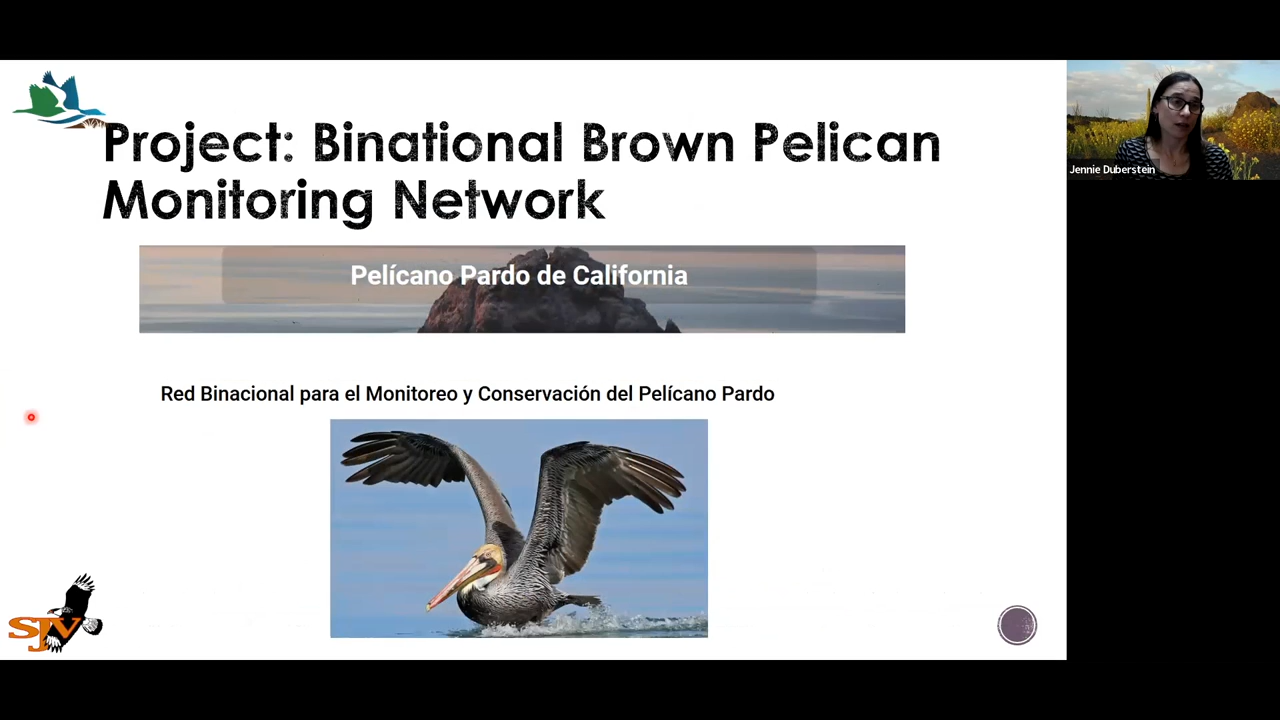 Project: Binational Brown Pelican
Monitoring Network
Pelícano Pardo de California
Red Binacional para el Monitoreo y Conservación del Pelícano Pardo
SJV
Jennie Duberstein